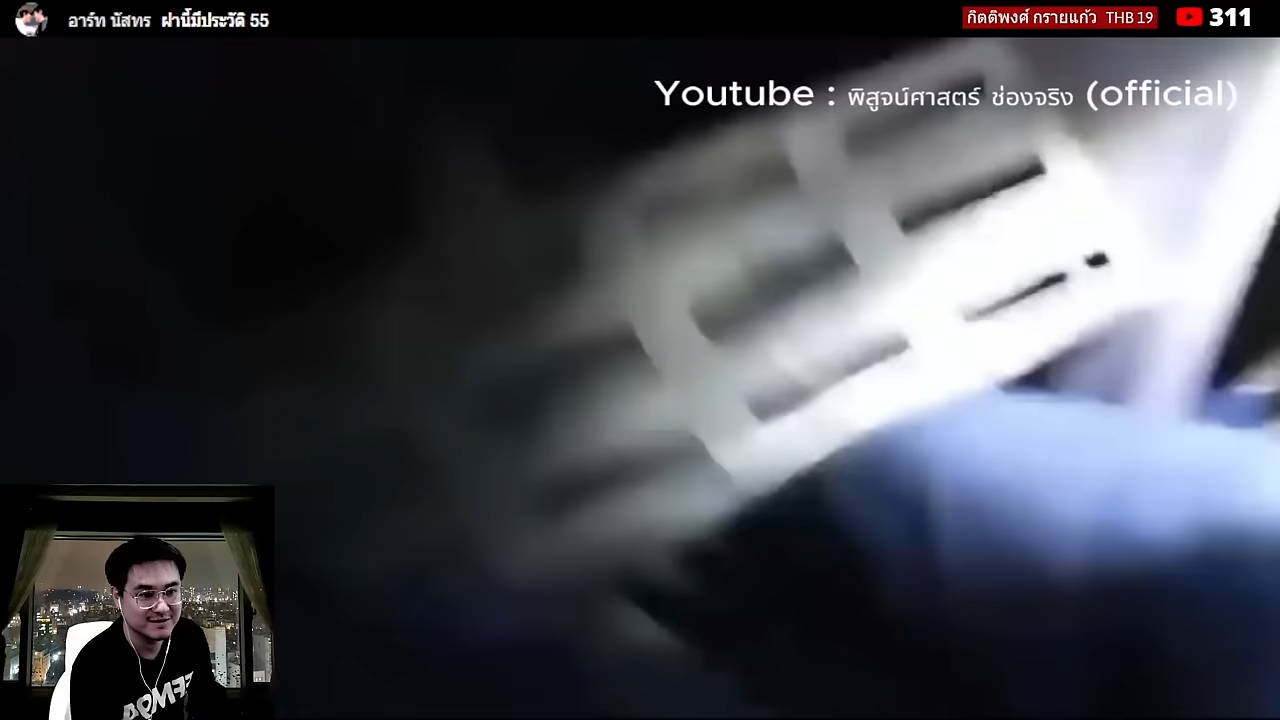 อาร์ท นัสทร ฝานี้มีประวัติ 55
กิตติพงศ์ กรายแก้ว THB 19
311
Youtube : พิสูจน์ศาสตร์ ช่องจริง (official)